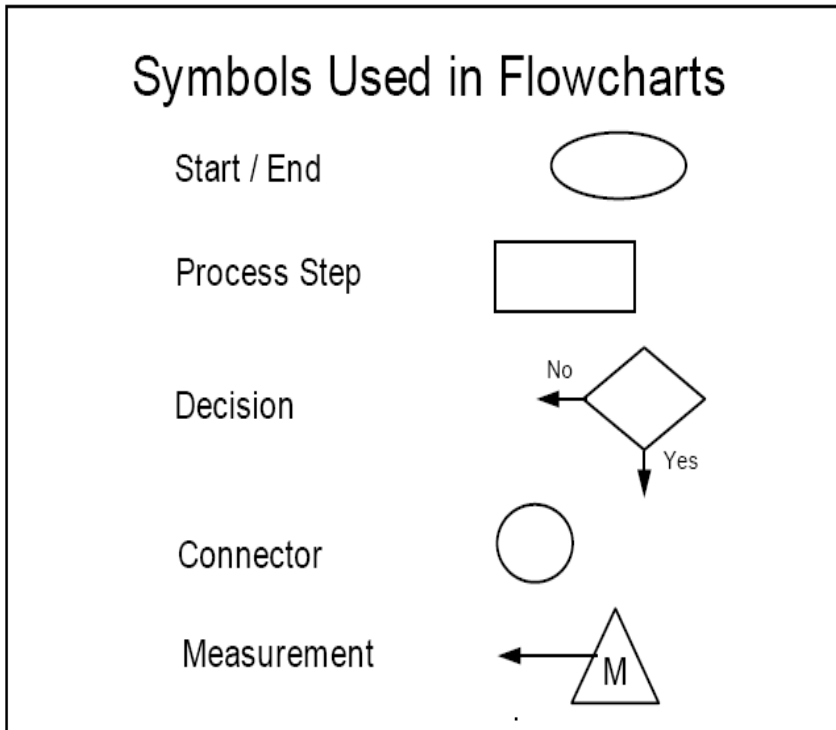 Symbols Used in Flowcharts
Start / End
Process Step
No
Decision
Yes
Connector
Measurement
M